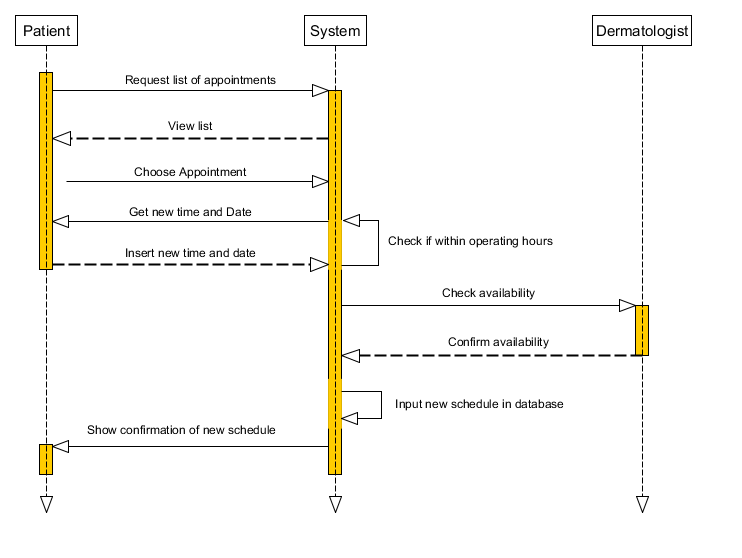 Patient
System
Dermatologist
Request list of appointments
View list
Choose Appointment
Get new time and Date
Check if within operating hours
Insert new time and date
Check availability
Confirm availability
Input new schedule in database
Show confirmation of new schedule